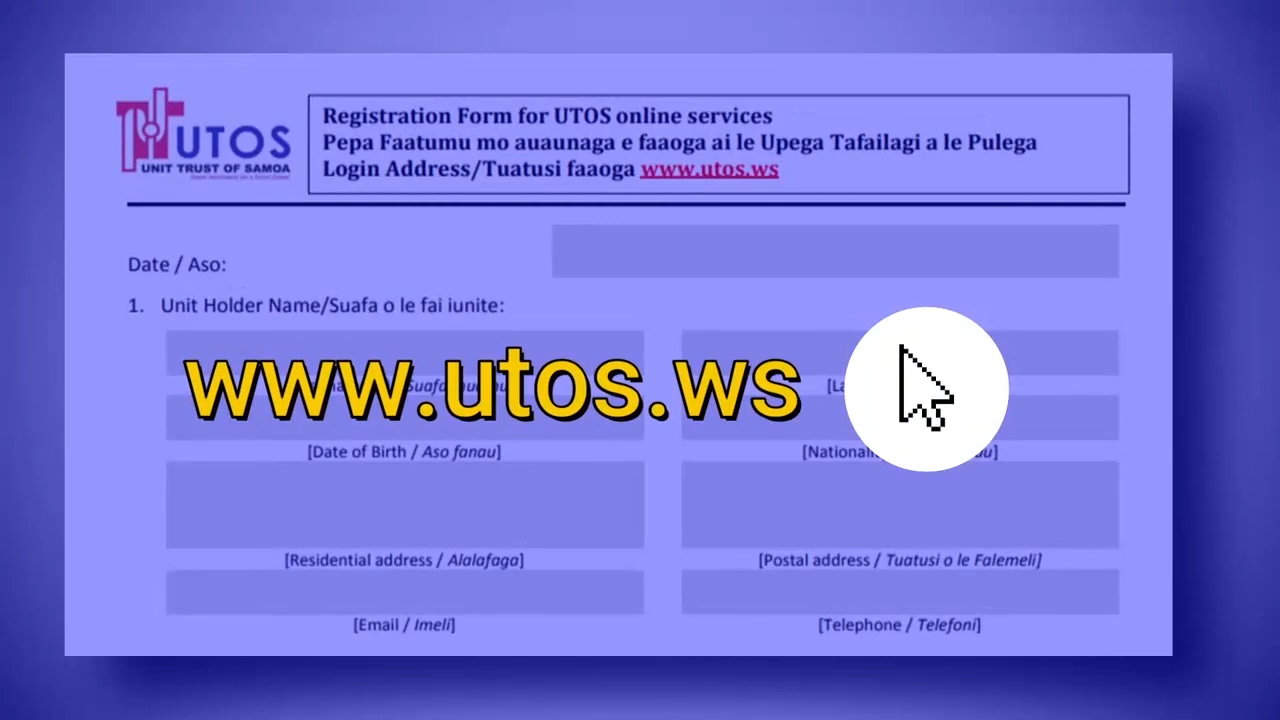 UTOS
UNIT TRUST OF SAMOA
Registration Form for UTOS online services
Pepa Faatumu mo auaunaga e faaoga ai le Upega Tafailagi a le Pulega
Login Address/Tuatusi faaoga www.utos.ws
Date / Aso:
1. Unit Holder Name/Suafa o le fai iunite:
www.utos.ws
[Date of Birth / Aso fanau]
[Residential address / Alalafaga]
[Postal address / Tuatusi o le Falemeli]
[Email / Imeli]
[Telephone / Telefoni]